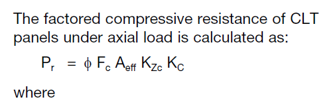 The factored compressive resistance of CLT
panels under axial load is calculated as:
Pr = ϕ Fc Aeff KZc KC
where